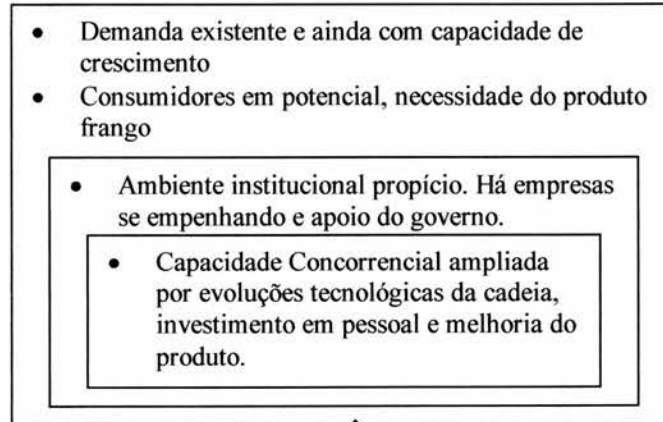 • Demanda existente e ainda com capacidade de
crescimento
• Consumidores em potencial, necessidade do produto
frango
• Ambiente institucional propício. Há empresas
se empenhando e apoio do governo.
• Capacidade Concorrencial ampliada
por evoluções tecnológicas da cadeia,
investimento em pessoal e melhoria do
produto.